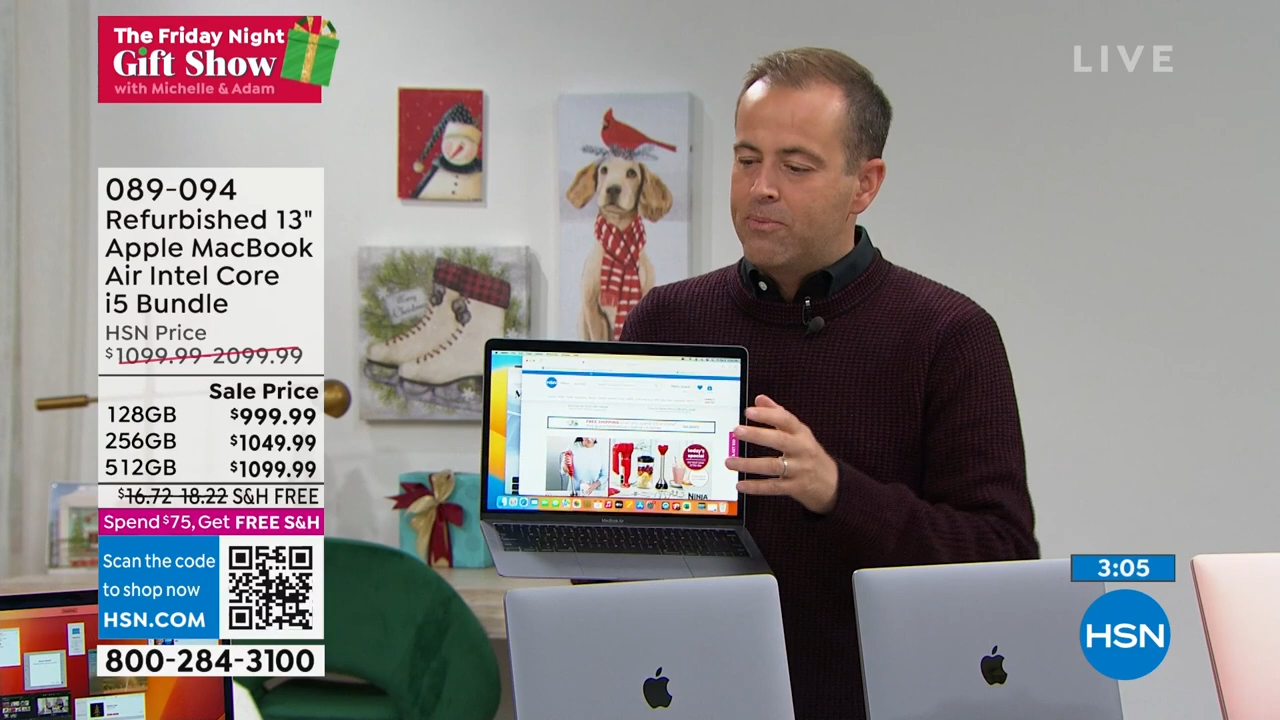 The Friday Night
Gift Show
with Michelle & Adam
LIVE
089-094
Refurbished 13"
Apple MacBook
Air Intel Core
i5 Bundle
HSN Price
$1099.99-2099.99
Sale Price
128GB $999.99
256GB $1049.99
512GB $1099.99
$16.72-18.22 S&H FREE
Spend $75, Get FREE S&H
Scan the code
to shop now
HSN.COM
800-284-3100
HSN
FREE SHIPPING
today's
special
NINJA
MacBook Air
Merry
Christmas
3:05
HSN